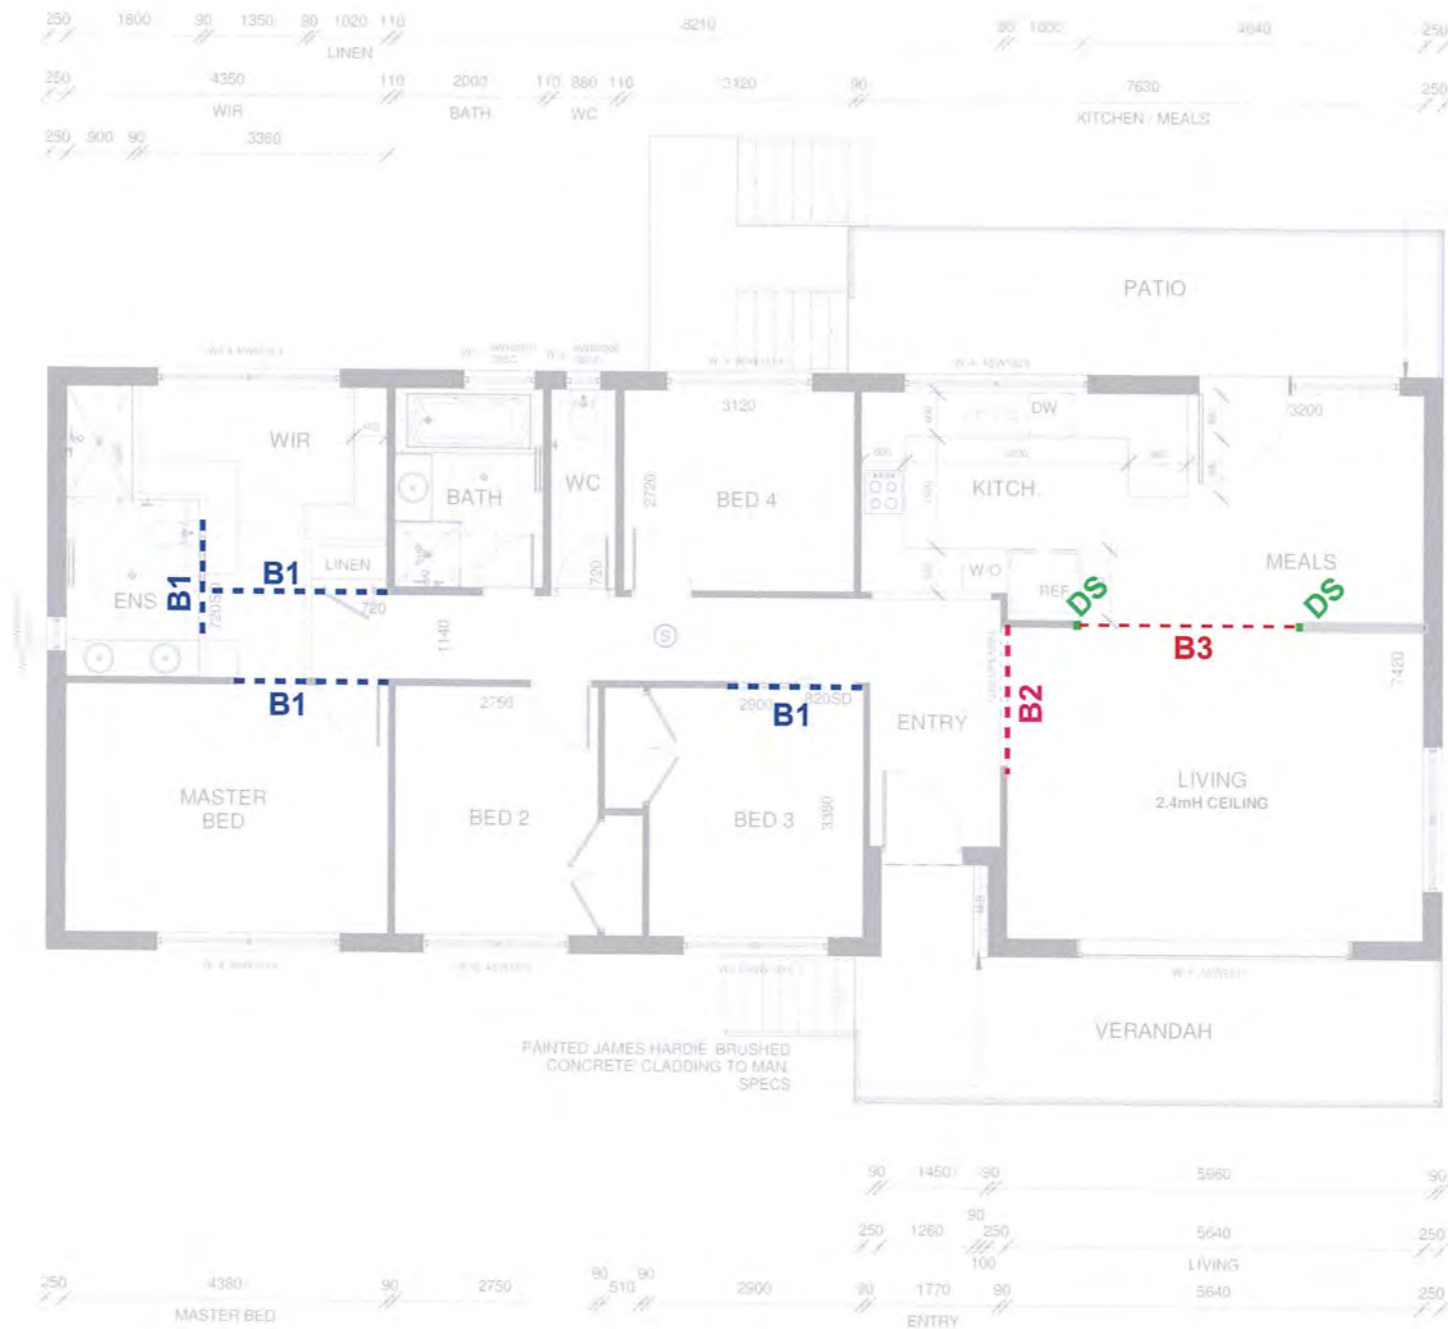 250 1800 90 1350 90 1020 110 8210 90 1000 4640 250
LINEN
250 4350 110 2000 110 880 110 3120 90 7630 250
WIR BATH WC KITCHEN / MEALS
250 900 90 3360
PATIO
3120 DW 3200
WIR
KITCH.
BATH WC 2720 BED 4
MEALS
LINEN 720 W/O
B1 B1
ENS 720SD 720 REF DS DS
1140 S
B3
B1 2750 2900 820SD B1 B2 7420
ENTRY
MASTER
BED
LIVING
2.4mH CEILING
BED 2 BED 3 3380
M.B
VERANDAH
PAINTED JAMES HARDIE BRUSHED
CONCRETE' CLADDING TO MAN.
SPECS
90 1450 90 5960 90
90
250 1260 250 5640 250
100 LIVING
250 4380 90 2750 90 510 90 2900 90 1770 90 5640 250
MASTER BED ENTRY